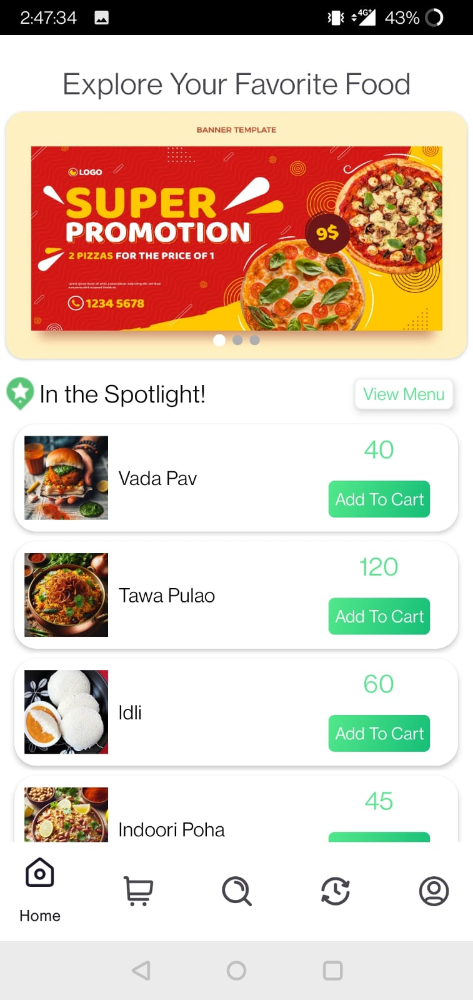 2:47:34
4G+ 43%
Explore Your Favorite Food
BANNER TEMPLATE
LOGO
SUPER
PROMOTION
9$
2 PIZZAS FOR THE PRICE OF 1
1234 5678
In the Spotlight!
View Menu
40
Vada Pav
Add To Cart
120
Tawa Pulao
Add To Cart
60
Idli
Add To Cart
45
Indoori Poha
Home